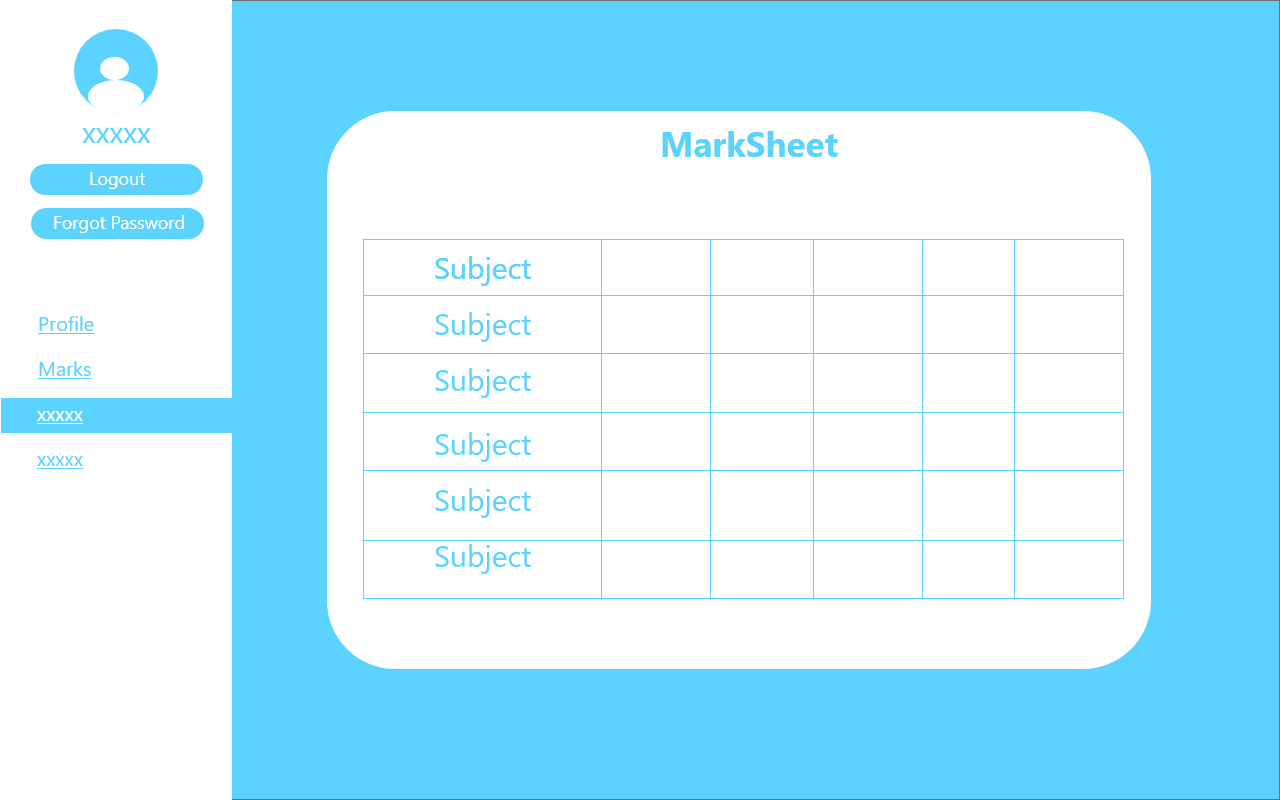 xxxxx
Logout
Forgot Password
Profile
Marks
xxxxx
xxxxx
MarkSheet
Subject
Subject
Subject
Subject
Subject
Subject